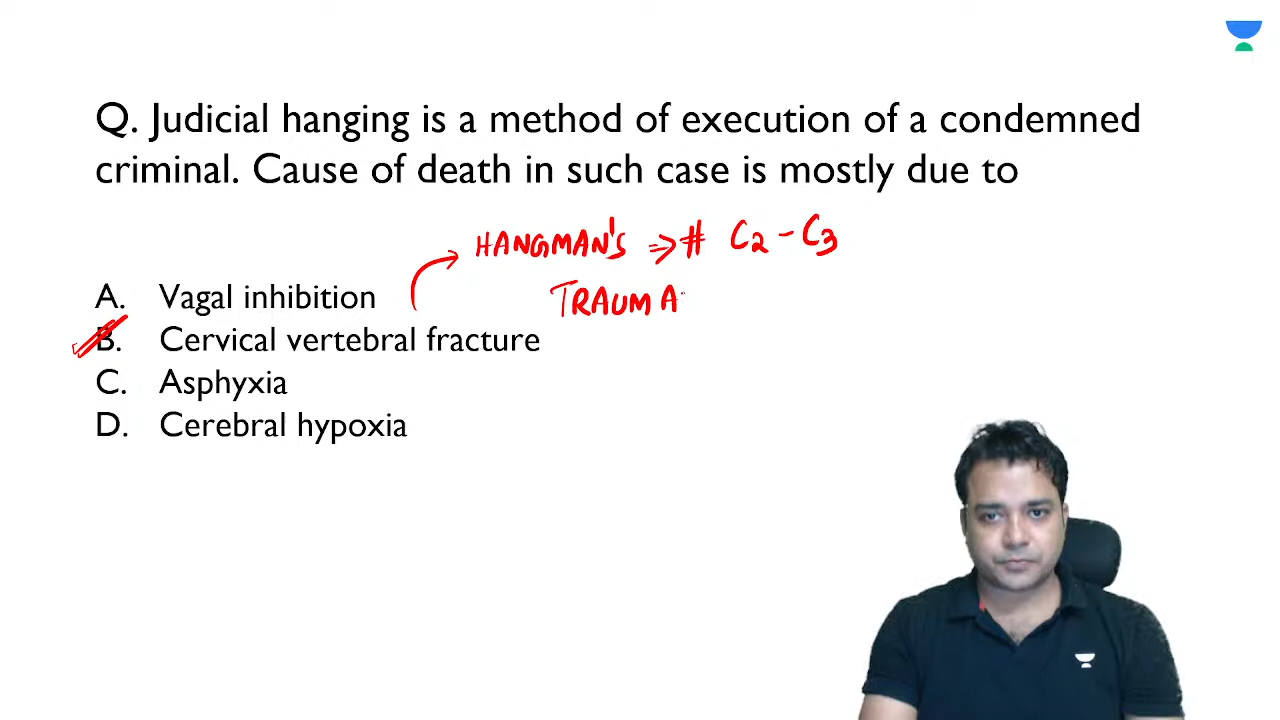 Q. Judicial hanging is a method of execution of a condemned
criminal. Cause of death in such case is mostly due to
HANGMAN'S ⇒ # C2 - C3
TRAUMA
A. Vagal inhibition
B. Cervical vertebral fracture
C. Asphyxia
D. Cerebral hypoxia